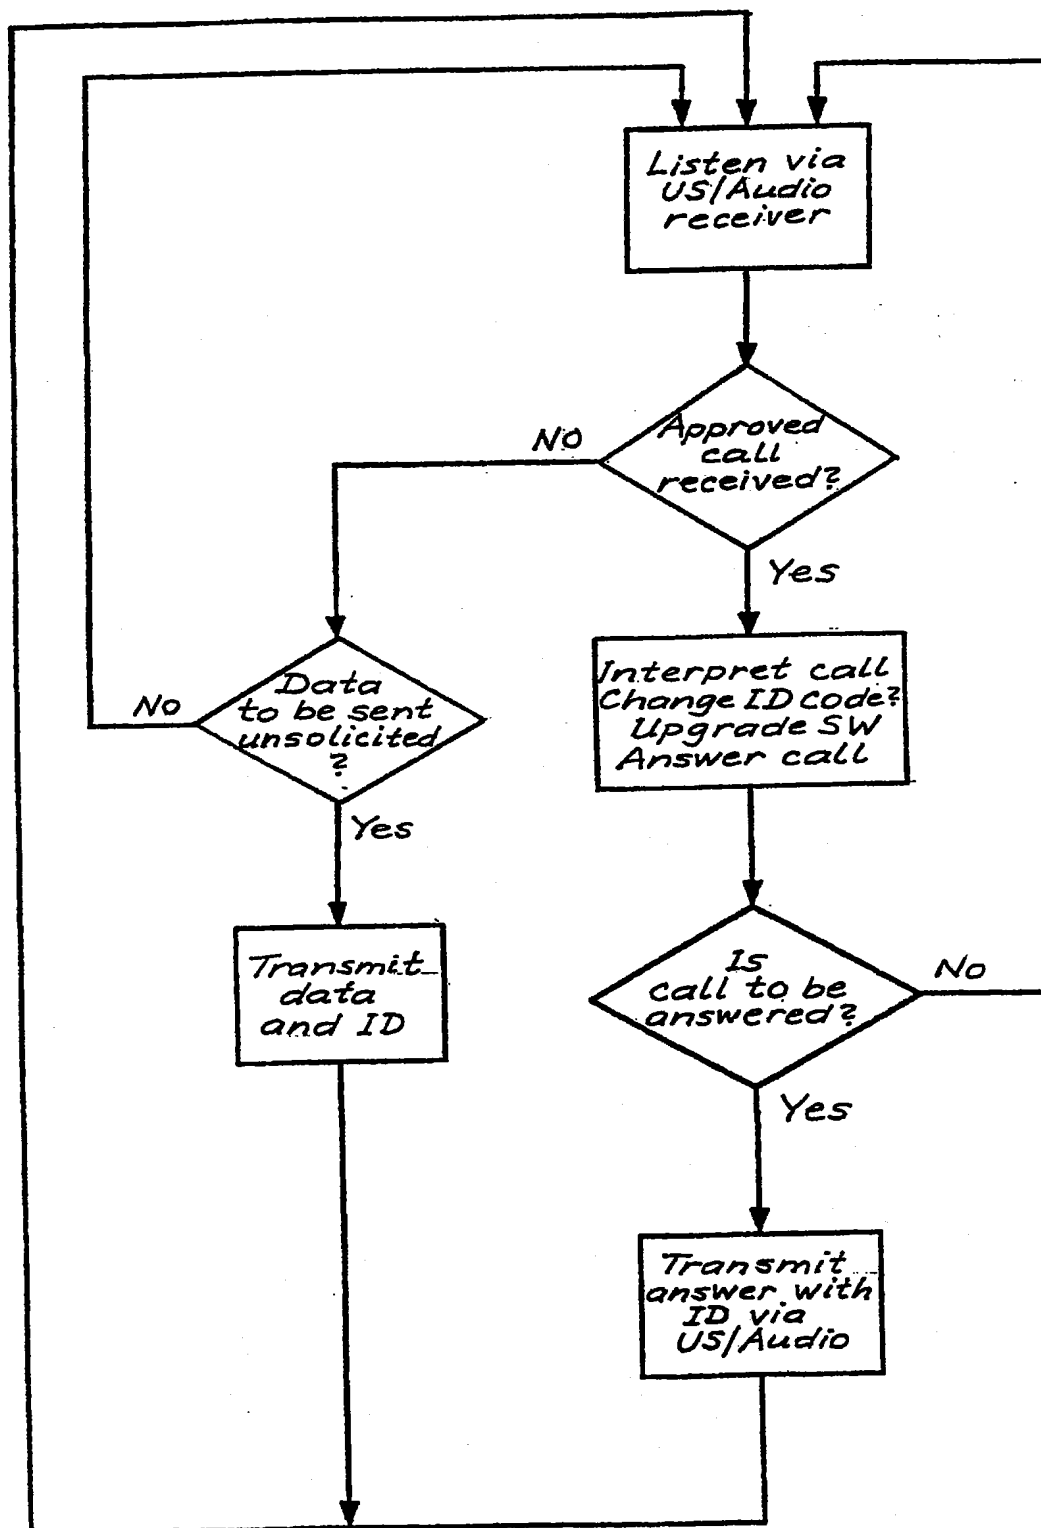 Listen via
US/Audio
receiver
Approved
call
received?
NO
Yes
Interpret call
Change ID code?
Upgrade SW
Answer call
Data
to be sent
unsolicited
?
NO
Yes
Transmit
data
and ID
Is
call to be
answered?
No
Yes
Transmit
answer with
ID via
US/Audio